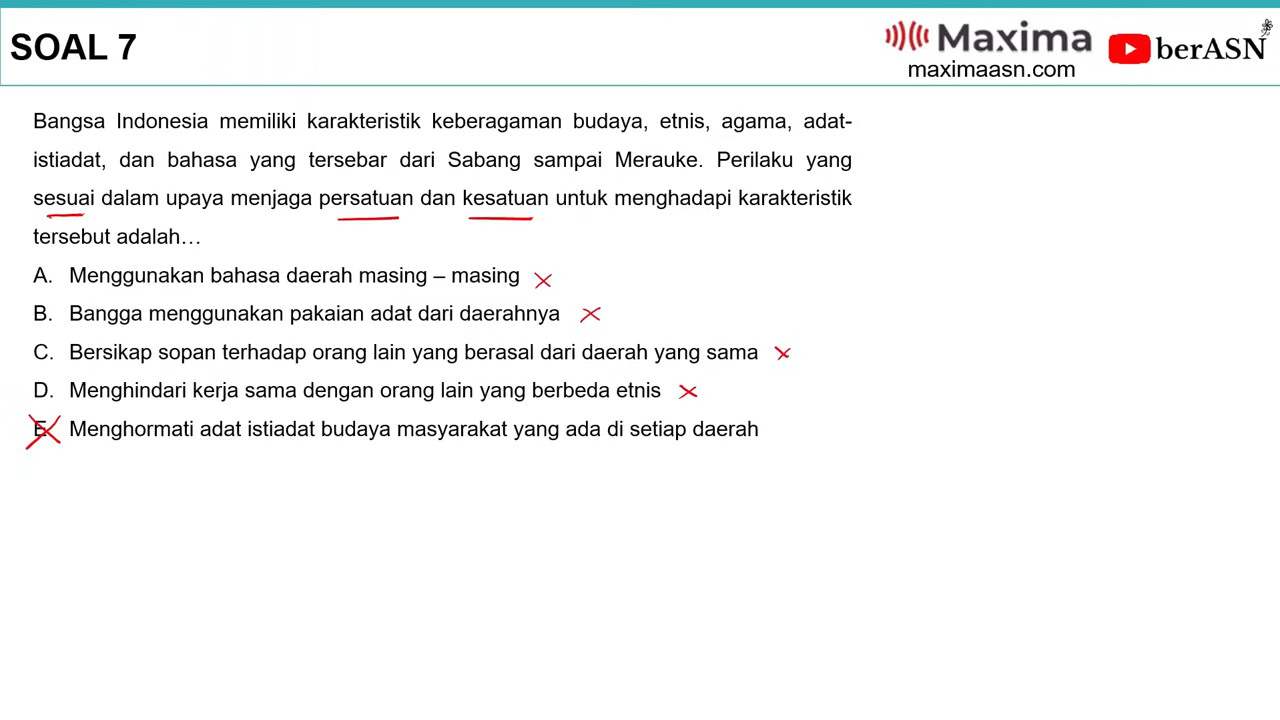 SOAL 7
Maxima
maximaasn.com
berASN
Bangsa Indonesia memiliki karakteristik keberagaman budaya, etnis, agama, adat-
istiadat, dan bahasa yang tersebar dari Sabang sampai Merauke. Perilaku yang
sesuai dalam upaya menjaga persatuan dan kesatuan untuk menghadapi karakteristik
tersebut adalah…
A. Menggunakan bahasa daerah masing – masing
B. Bangga menggunakan pakaian adat dari daerahnya
C. Bersikap sopan terhadap orang lain yang berasal dari daerah yang sama
D. Menghindari kerja sama dengan orang lain yang berbeda etnis
E. Menghormati adat istiadat budaya masyarakat yang ada di setiap daerah